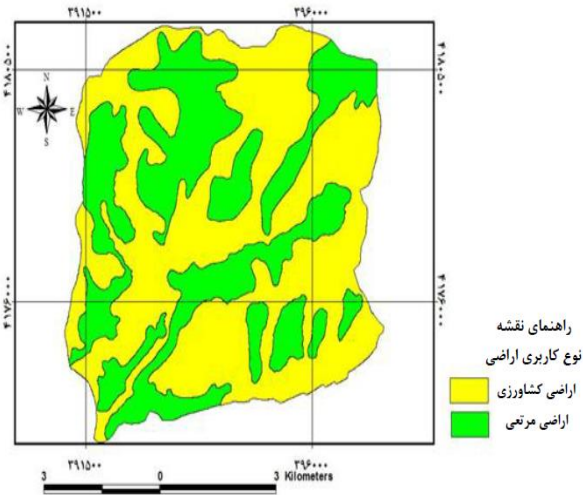 ۳۹۱۵۰۰ ۳۹۶۰۰۰
۴۱۸۰۵۰۰ ۴۱۸۰۵۰۰
N
W E
S
۴۱۷۶۰۰۰ ۴۱۷۶۰۰۰
راهنمای نقشه
نوع کاربری اراضی
اراضی کشاورزی
اراضی مرتعی
۳۹۱۵۰۰ ۳۹۶۰۰۰
3 0 3 Kilometers